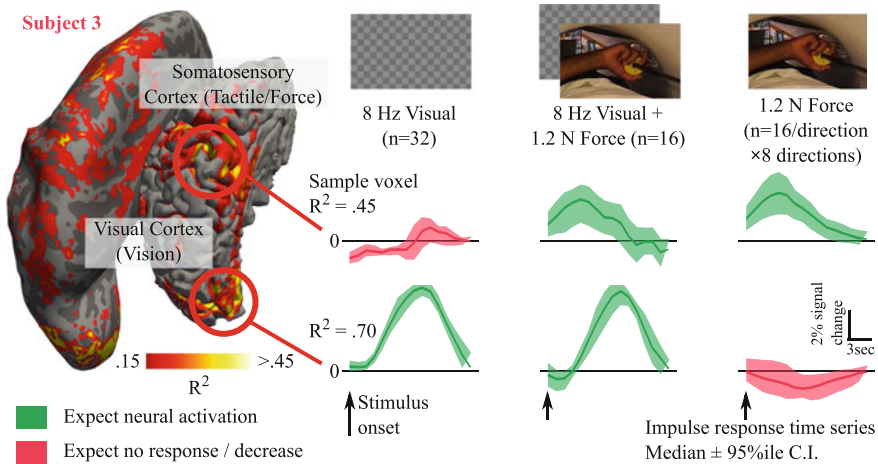 Subject 3
Somatosensory
Cortex (Tactile/Force)
Visual Cortex
(Vision)
.15
>.45
R²
Expect neural activation
Expect no response / decrease
8 Hz Visual
(n=32)
8 Hz Visual +
1.2 N Force (n=16)
1.2 N Force
(n=16/direction
×8 directions)
Sample voxel
R² = .45
0
R² = .70
0
Stimulus
onset
2% signal
change
3sec
Impulse response time series
Median ± 95%ile C.I.